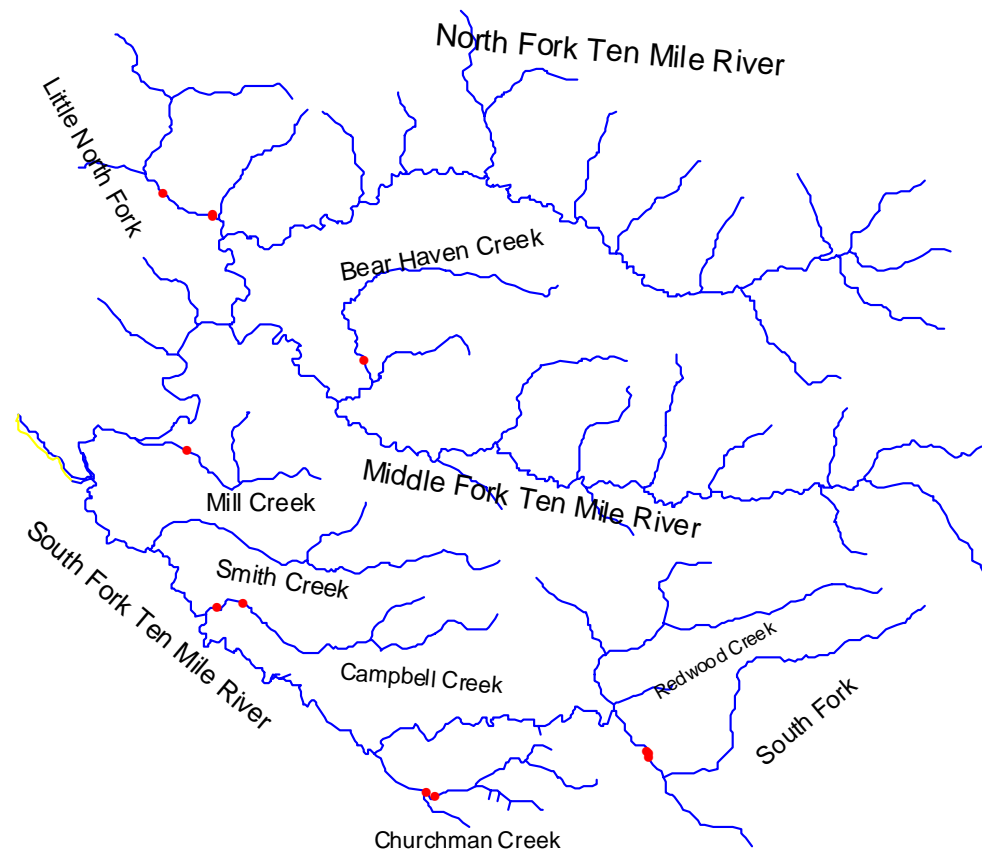 North Fork Ten Mile River
Little North Fork
Bear Haven Creek
Middle Fork Ten Mile River
Mill Creek
South Fork Ten Mile River
Smith Creek
Redwood Creek
Campbell Creek
South Fork
Churchman Creek